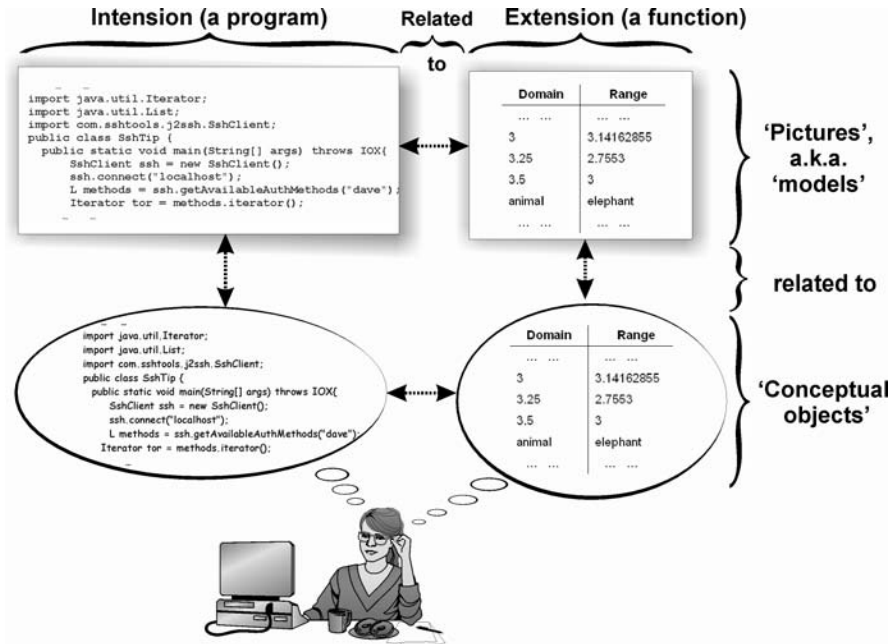 Intension (a program)
Related
to
Extension (a function)
... ...
import java.util.Iterator;
import java.util.List;
import com.sshtools.j2ssh.SshClient;
public class SshTip {
public static void main(String[] args) throws IOX{
SshClient ssh = new SshClient();
ssh.connect("localhost");
L methods = ssh.getAvailableAuthMethods("dave");
Iterator tor = methods.iterator();
... ...
Domain Range
... ... ... ...
3 3.14162855
3.25 2.7553
3.5 3
animal elephant
... ... ... ...
'Pictures',
a.k.a.
'models'
related to
... ...
import java.util.Iterator;
import java.util.List;
import com.sshtools.j2ssh.SshClient;
public class SshTip {
public static void main(String[] args) throws IOX{
SshClient ssh = new SshClient();
ssh.connect("localhost");
L methods = ssh.getAvailableAuthMethods("dave");
Iterator tor = methods.iterator();
...
Domain Range
... ... ... ...
3 3.14162855
3.25 2.7553
3.5 3
animal elephant
... ... ... ...
'Conceptual
objects'